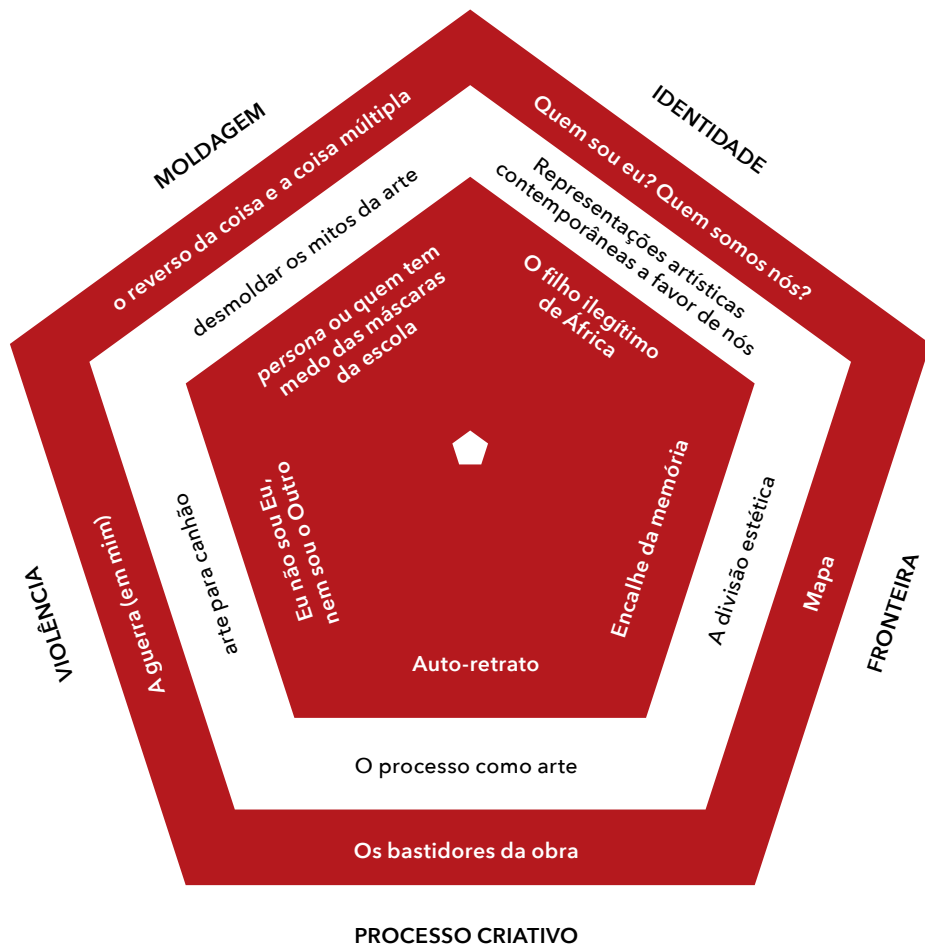 MOLDAGEM
o reverso da coisa e a coisa múltipla
desmoldar os mitos da arte
persona ou quem tem
medo das máscaras
da escola
IDENTIDADE
Quem sou eu? Quem somos nós?
Representações artísticas
contemporâneas a favor de nós
O filho ilegítimo
de África
VIOLÊNCIA
A guerra (em mim)
arte para canhão
Eu não sou Eu,
nem sou o Outro
FRONTEIRA
Mapa
A divisão estética
Encalhe da memória
Auto-retrato
O processo como arte
Os bastidores da obra
PROCESSO CRIATIVO